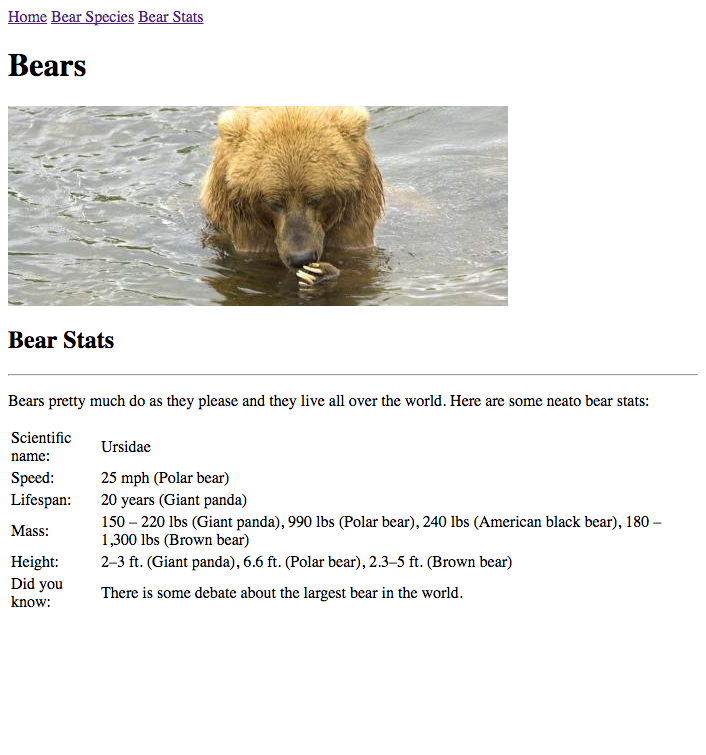 Home Bear Species Bear Stats
Bears
Bear Stats
Bears pretty much do as they please and they live all over the world. Here are some neato bear stats:
Scientific
name:
Ursidae
Speed: 25 mph (Polar bear)
Lifespan: 20 years (Giant panda)
Mass:
150 – 220 lbs (Giant panda), 990 lbs (Polar bear), 240 lbs (American black bear), 180 –
1,300 lbs (Brown bear)
Height: 2–3 ft. (Giant panda), 6.6 ft. (Polar bear), 2.3–5 ft. (Brown bear)
Did you
know:
There is some debate about the largest bear in the world.